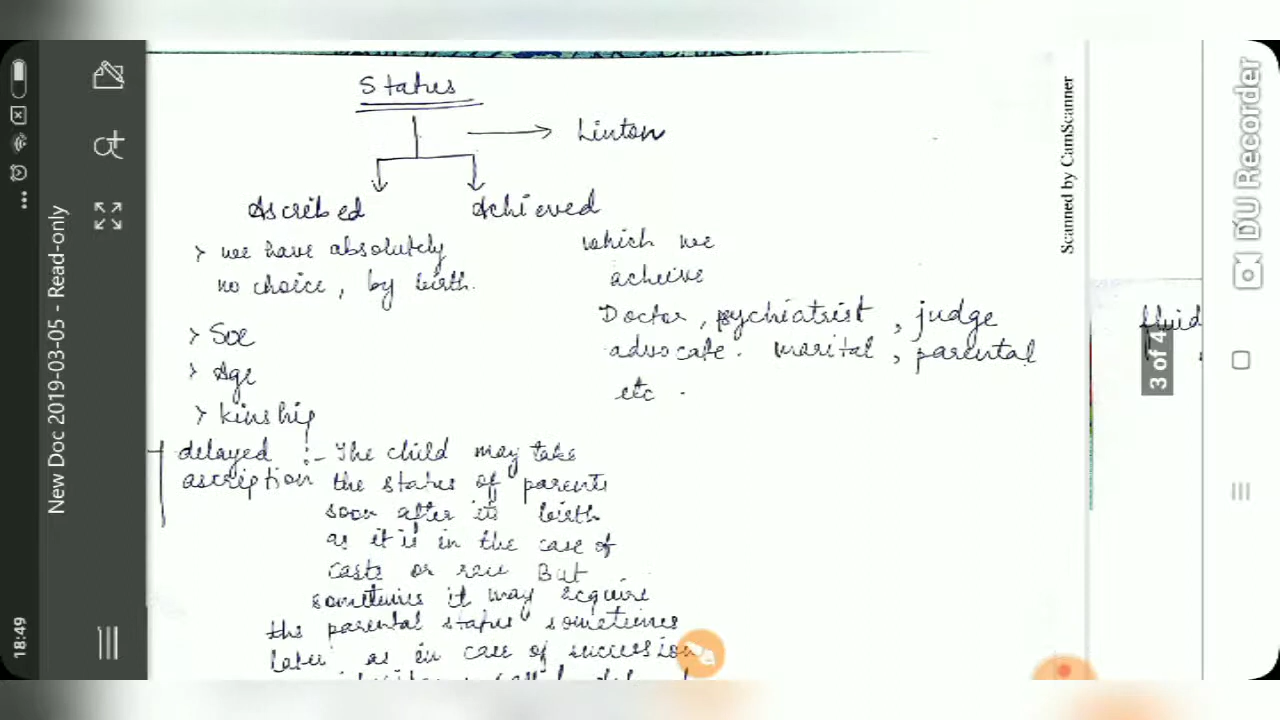 Status
Linton
Ascribed
Achieved
> we have absolutely
no choice, by birth.
> Sex
> Age
> kinship
delayed :-
ascription
The child may take
the status of parents
soon after its birth
as it is in the case of
caste or race But
sometimes it may acquire
the parental status sometimes
later as in case of succession
which we
acheive
Doctor, psychiatrist, judge
advocate. marital, parental
etc.
Scanned by CamScanner
fluid
3 of 4
New Doc 2019-03-05 - Read-only
18:49
DU Recorder